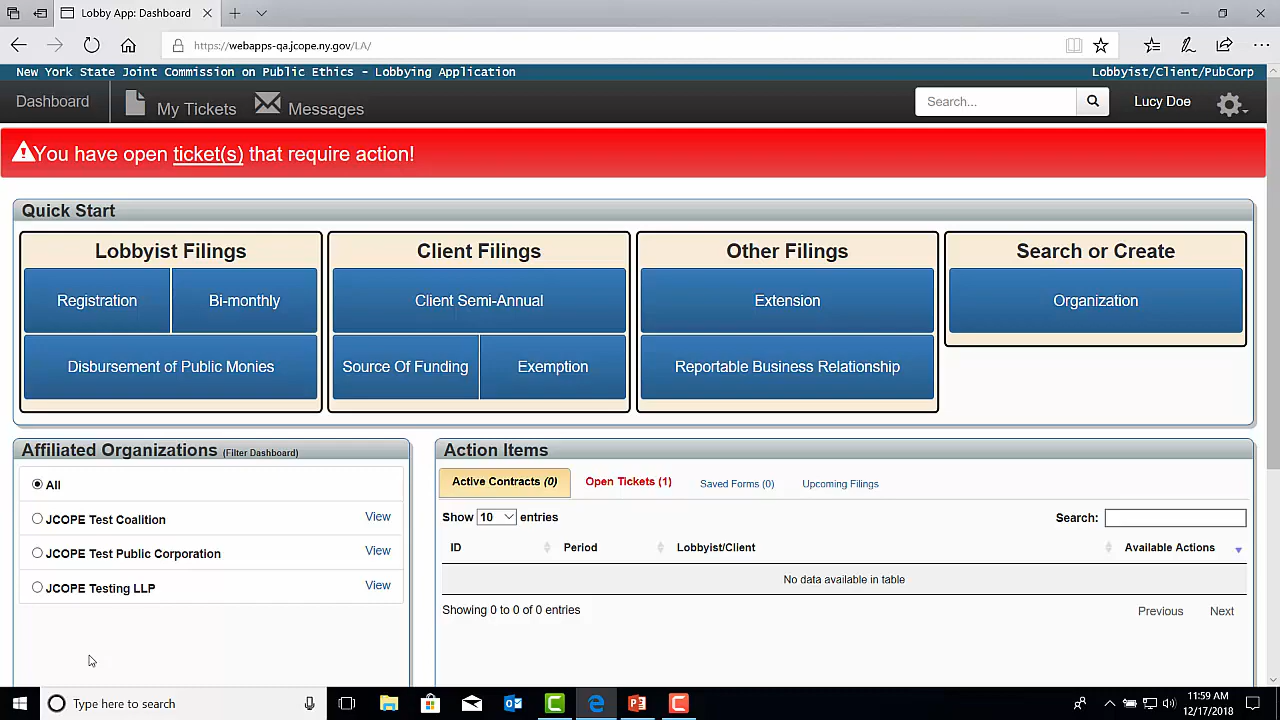 Lobby App: Dashboard
https://webapps-qa.jcope.ny.gov/LA/
New York State Joint Commission on Public Ethics - Lobbying Application
Lobbyist/Client/PubCorp
Dashboard
My Tickets
Messages
Search...
Lucy Doe
You have open ticket(s) that require action!
Quick Start
Lobbyist Filings
Client Filings
Other Filings
Search or Create
Registration
Bi-monthly
Client Semi-Annual
Extension
Organization
Disbursement of Public Monies
Source Of Funding
Exemption
Reportable Business Relationship
Affiliated Organizations (Filter Dashboard)
All
JCOPE Test Coalition View
JCOPE Test Public Corporation View
JCOPE Testing LLP View
Action Items
Active Contracts (0)
Open Tickets (1)
Saved Forms (0)
Upcoming Filings
Show 10 entries
Search:
ID Period Lobbyist/Client Available Actions
No data available in table
Showing 0 to 0 of 0 entries
Previous Next
Type here to search
11:59 AM
12/17/2018